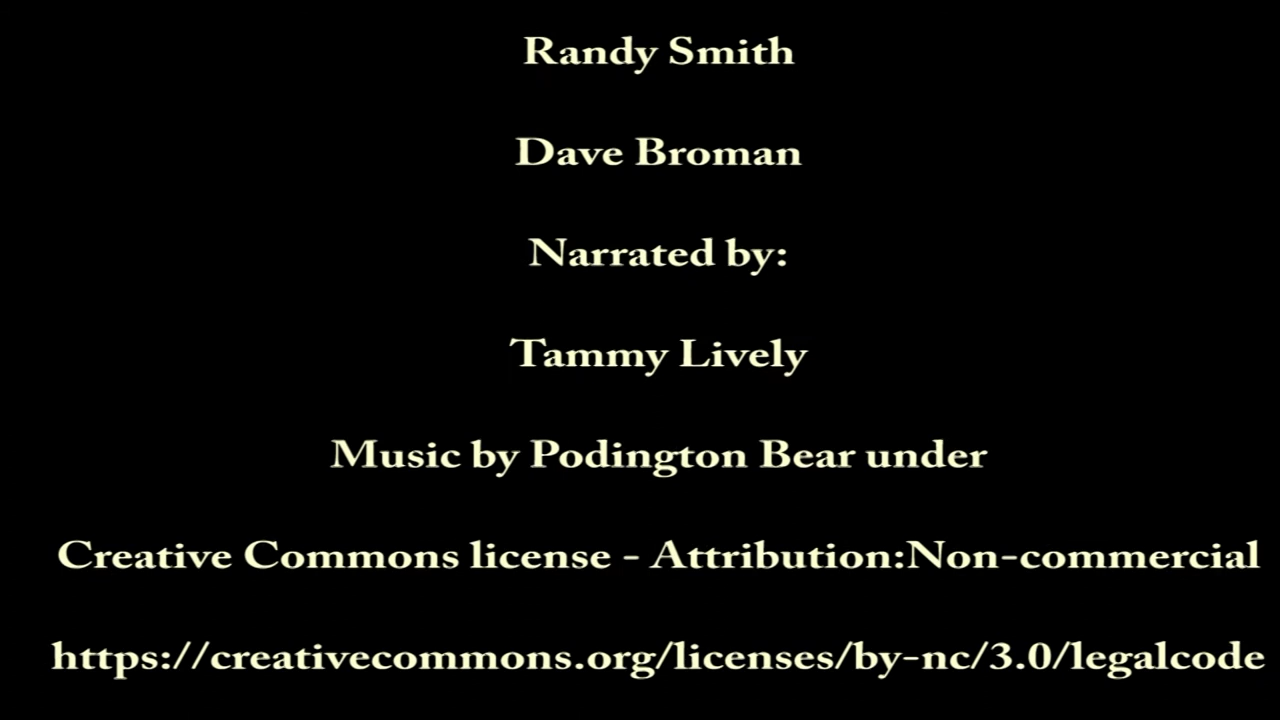 Randy Smith
Dave Broman
Narrated by:
Tammy Lively
Music by Podington Bear under
Creative Commons license - Attribution:Non-commercial
https://creativecommons.org/licenses/by-nc/3.0/legalcode